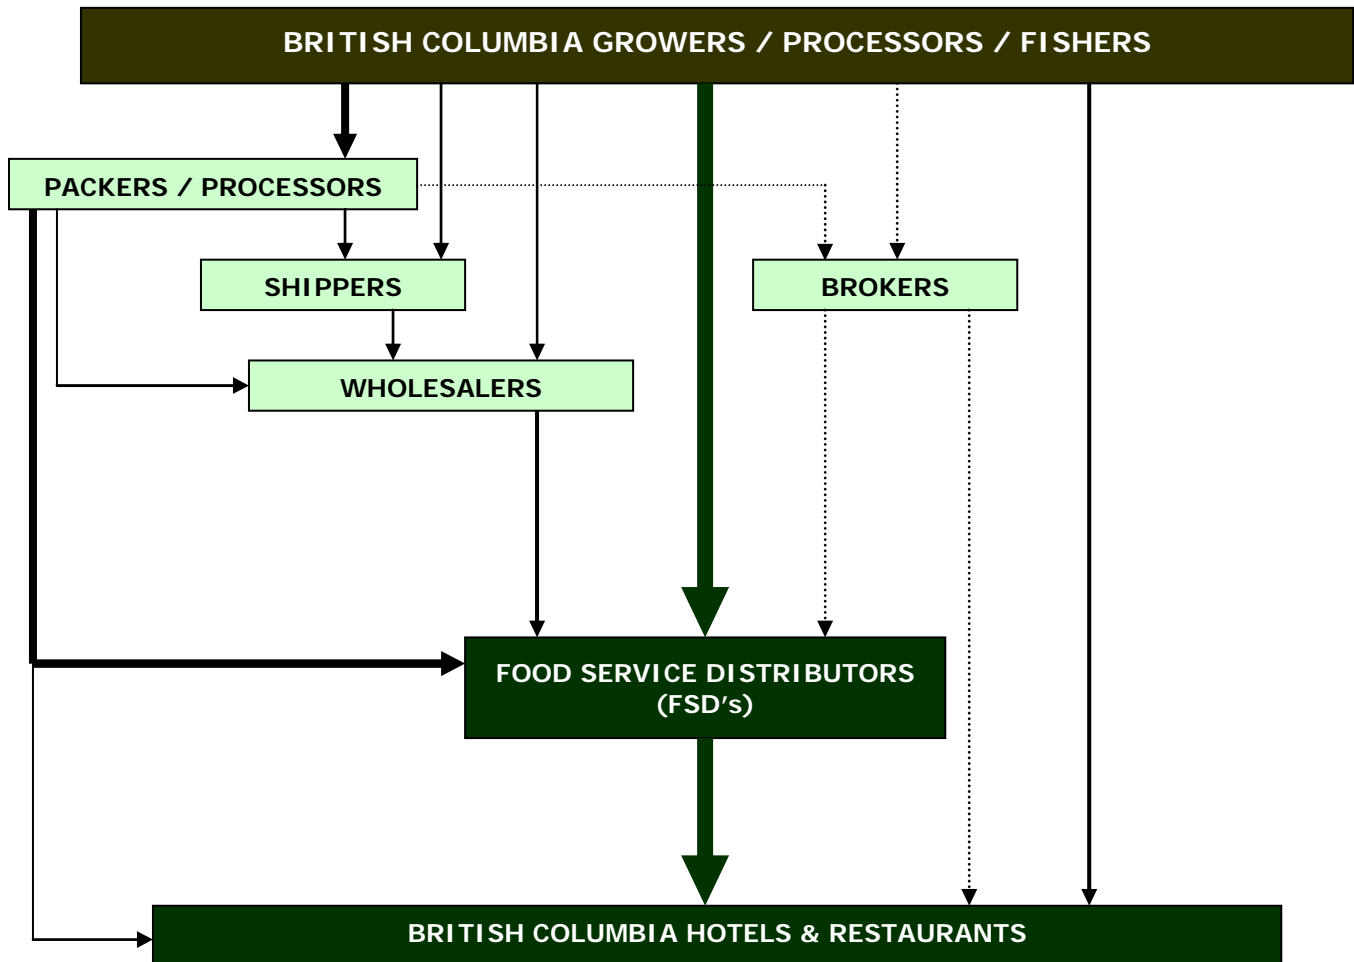 BRITISH COLUMBIA GROWERS / PROCESSORS / FISHERS
PACKERS / PROCESSORS
SHIPPERS
BROKERS
WHOLESALERS
FOOD SERVICE DISTRIBUTORS
(FSD's)
BRITISH COLUMBIA HOTELS & RESTAURANTS